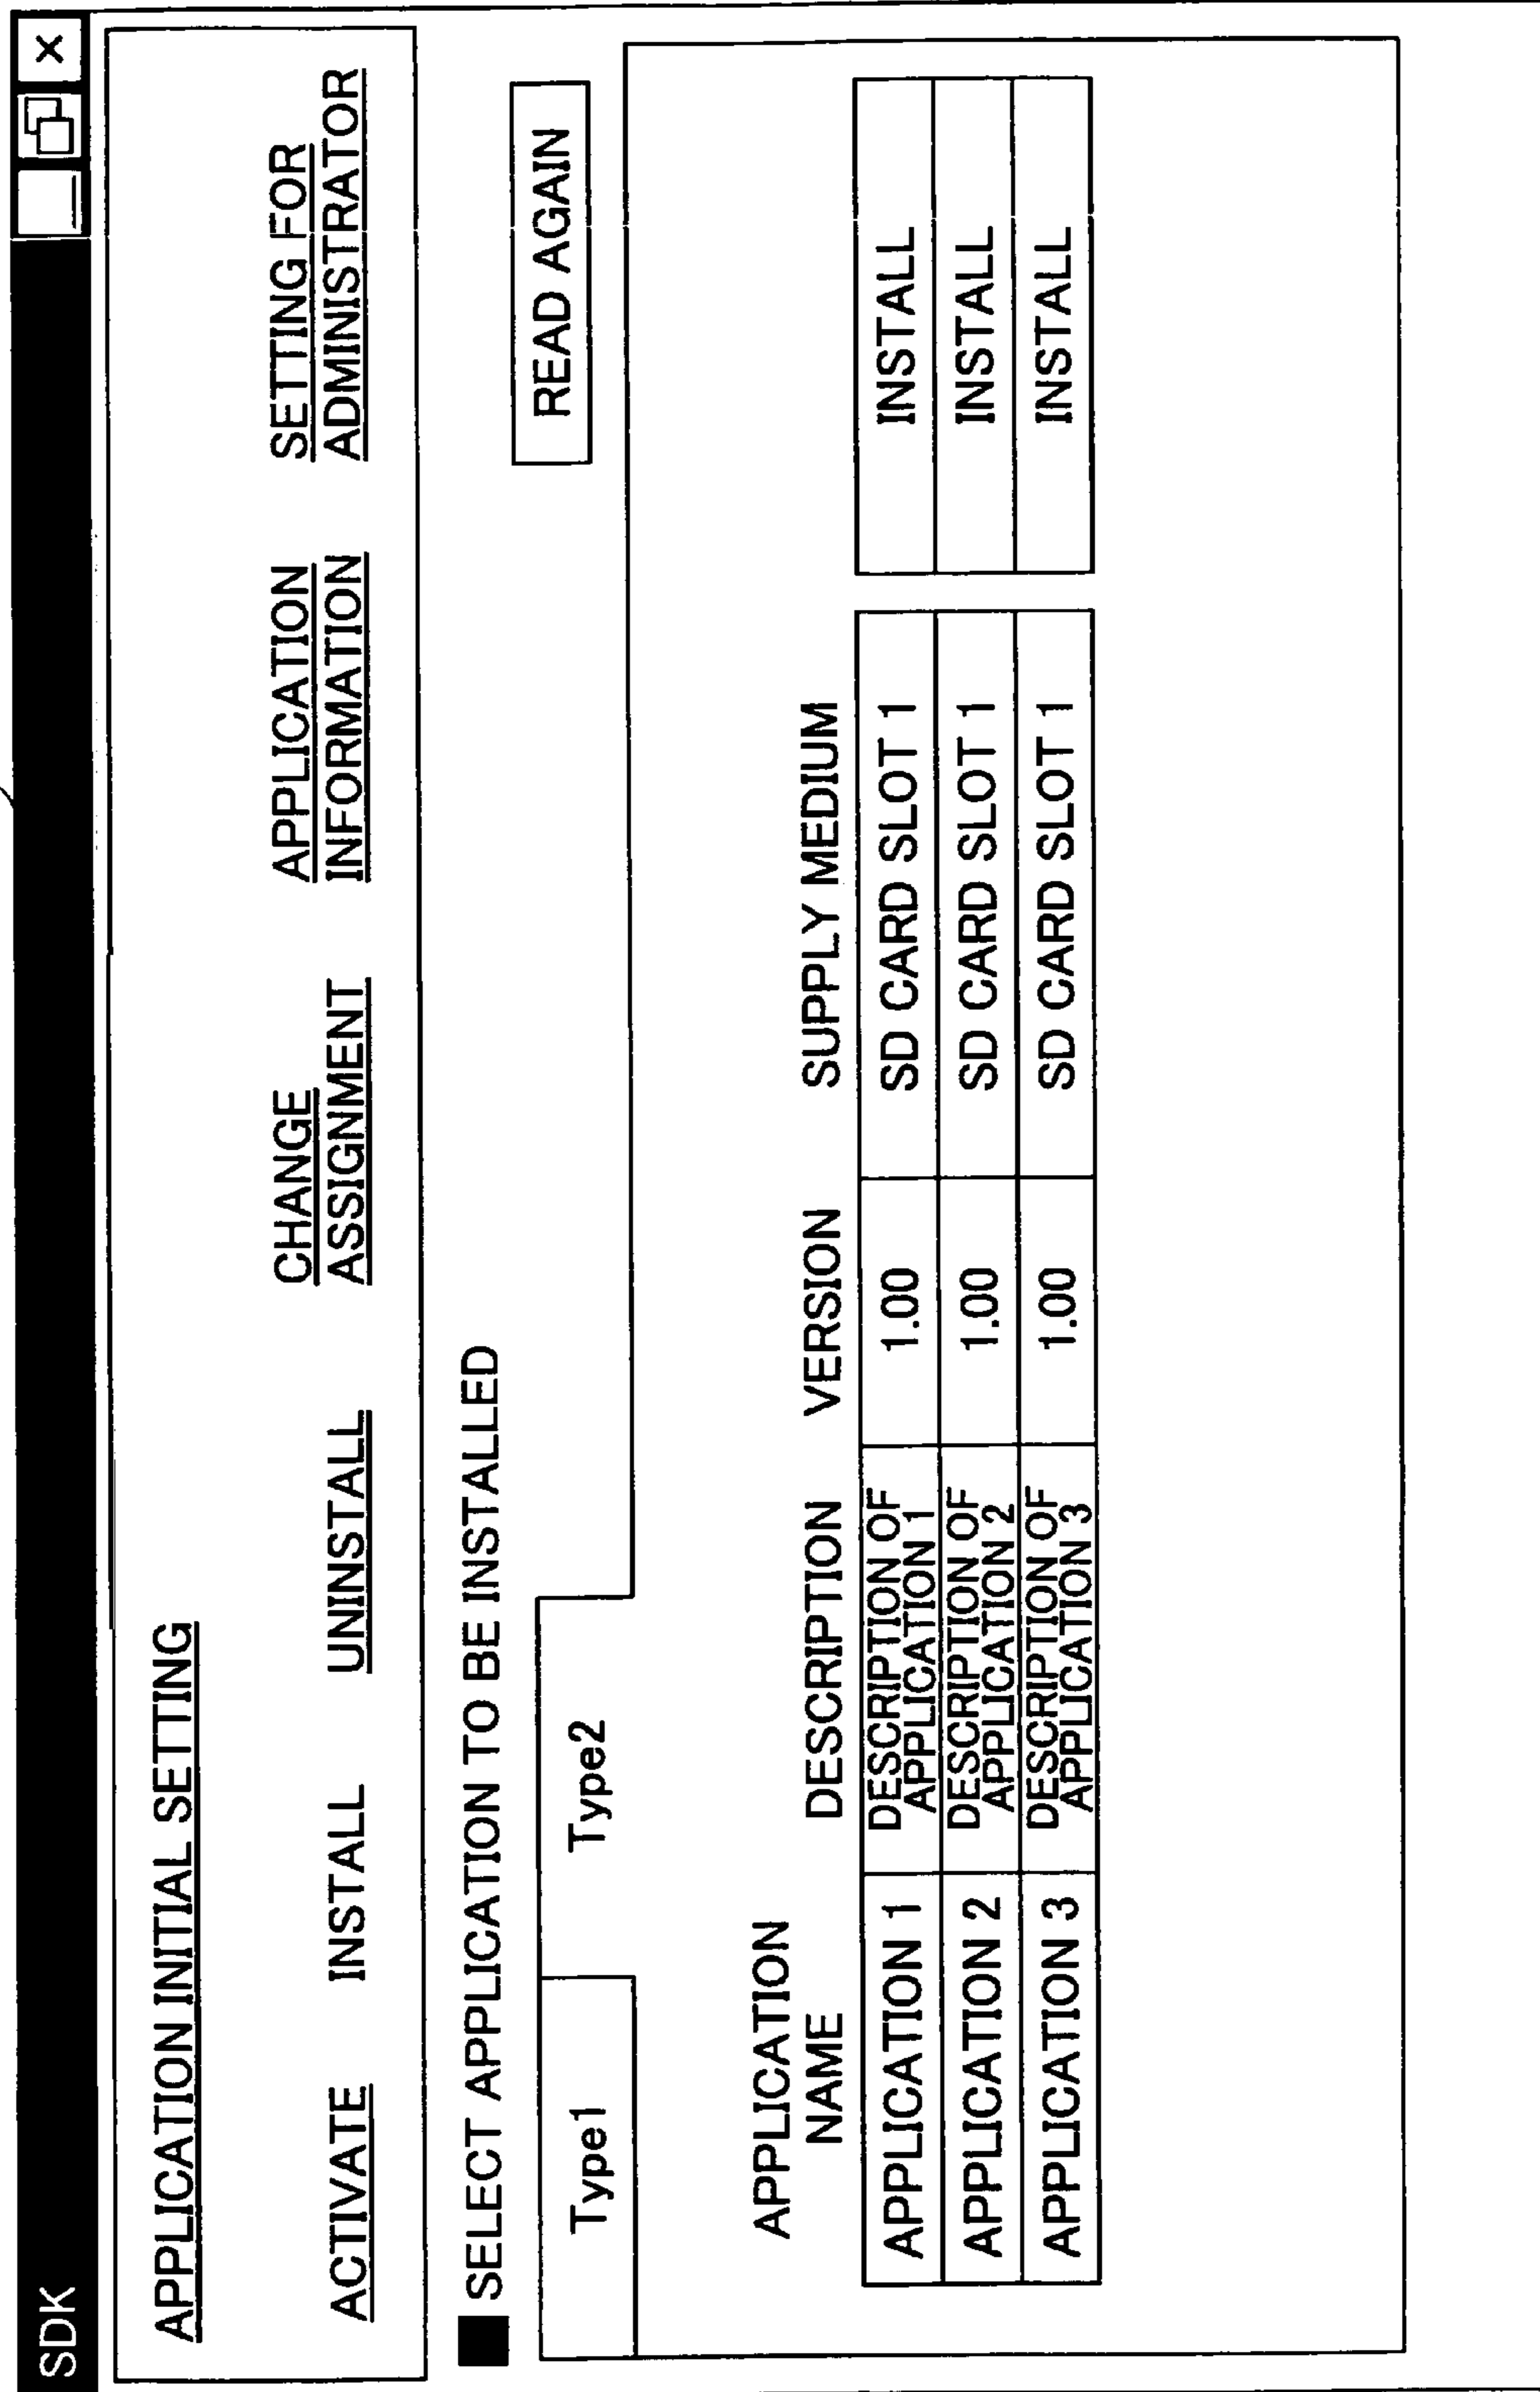 SDK
APPLICATION INITIAL SETTING
ACTIVATE INSTALL UNINSTALL CHANGE ASSIGNMENT APPLICATION INFORMATION SETTING FOR ADMINISTRATOR
SELECT APPLICATION TO BE INSTALLED
READ AGAIN
Type1 Type2
APPLICATION NAME DESCRIPTION VERSION SUPPLY MEDIUM
APPLICATION 1 DESCRIPTION OF APPLICATION 1 1.00 SD CARD SLOT 1 INSTALL
APPLICATION 2 DESCRIPTION OF APPLICATION 2 1.00 SD CARD SLOT 1 INSTALL
APPLICATION 3 DESCRIPTION OF APPLICATION 3 1.00 SD CARD SLOT 1 INSTALL